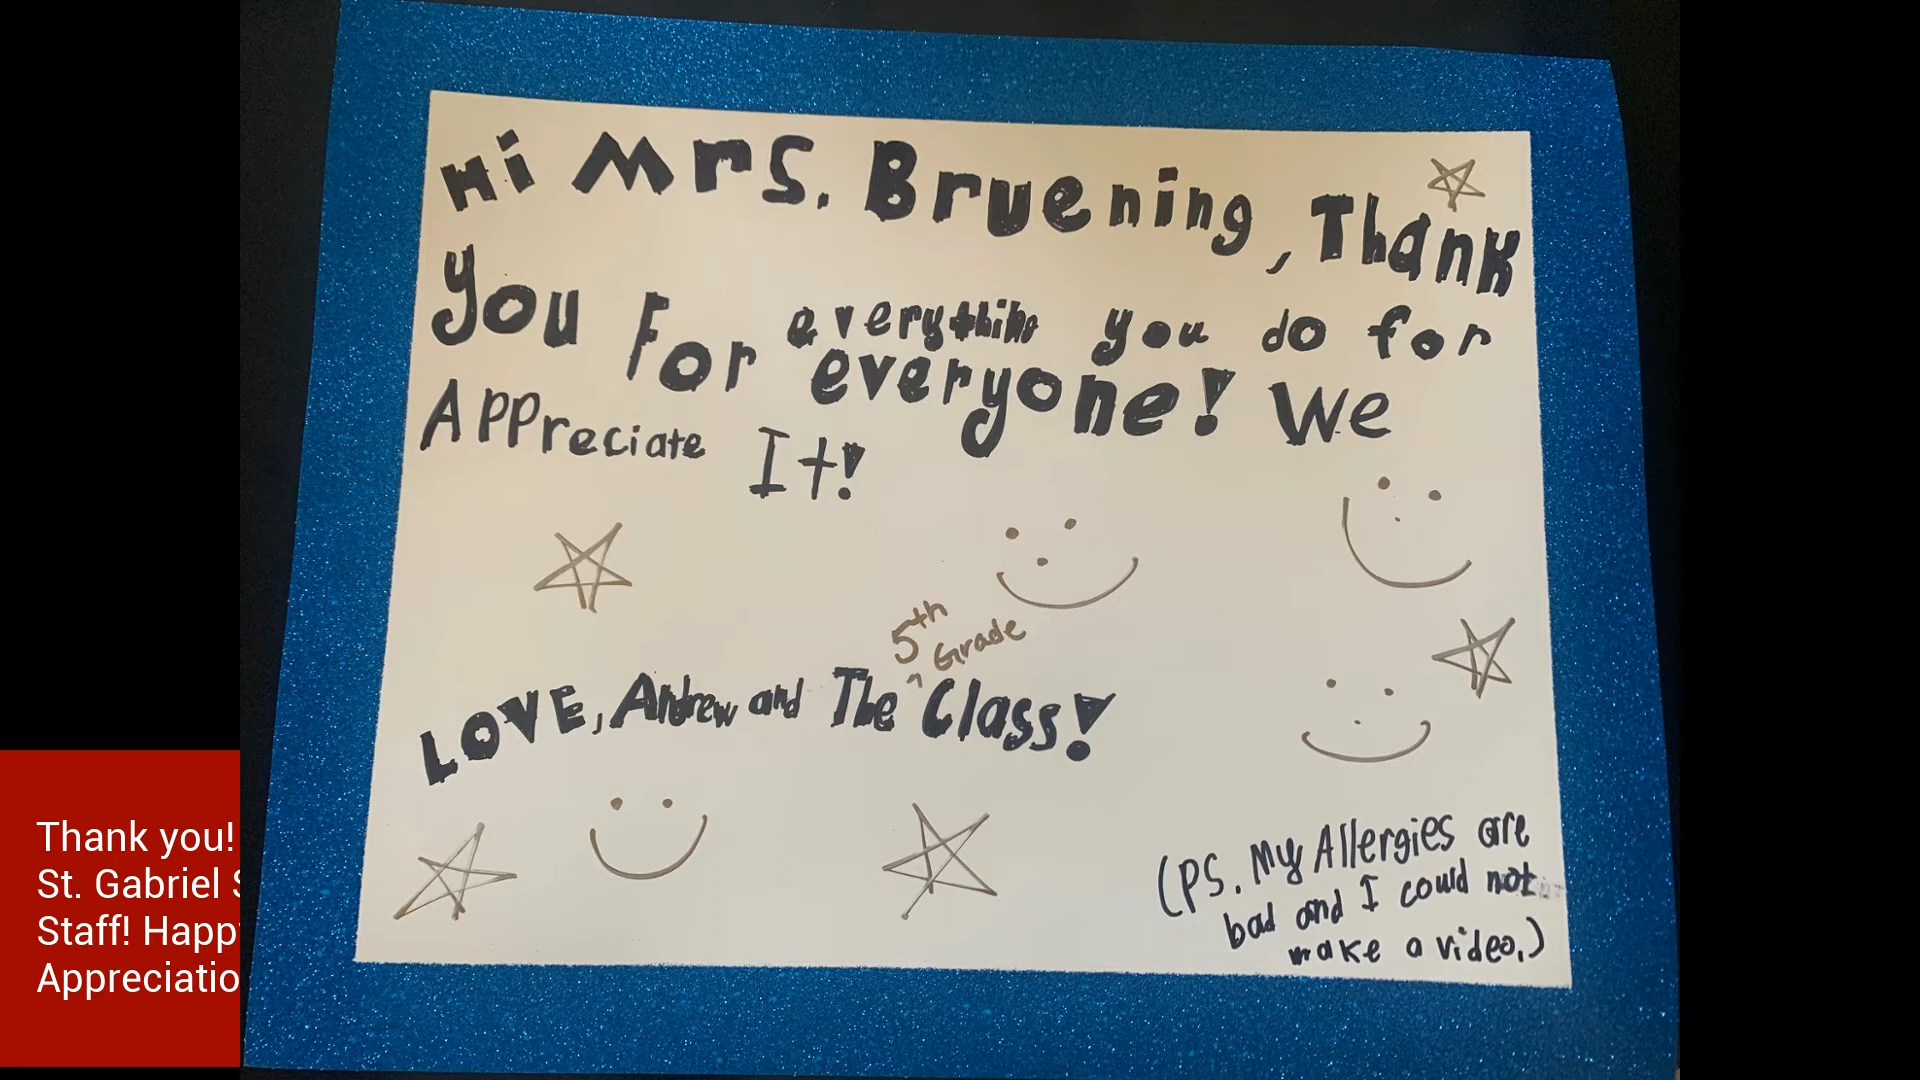 Hi Mrs. Bruening, Thank
you For everything you do for
everyone! We
Appreciate It!
5th
Grade
LOVE, Andrew and The ^ Class!
(PS. My Allergies are
bad and I could not
make a video.)
Thank you!
St. Gabriel
Staff! Happ
Appreciatio